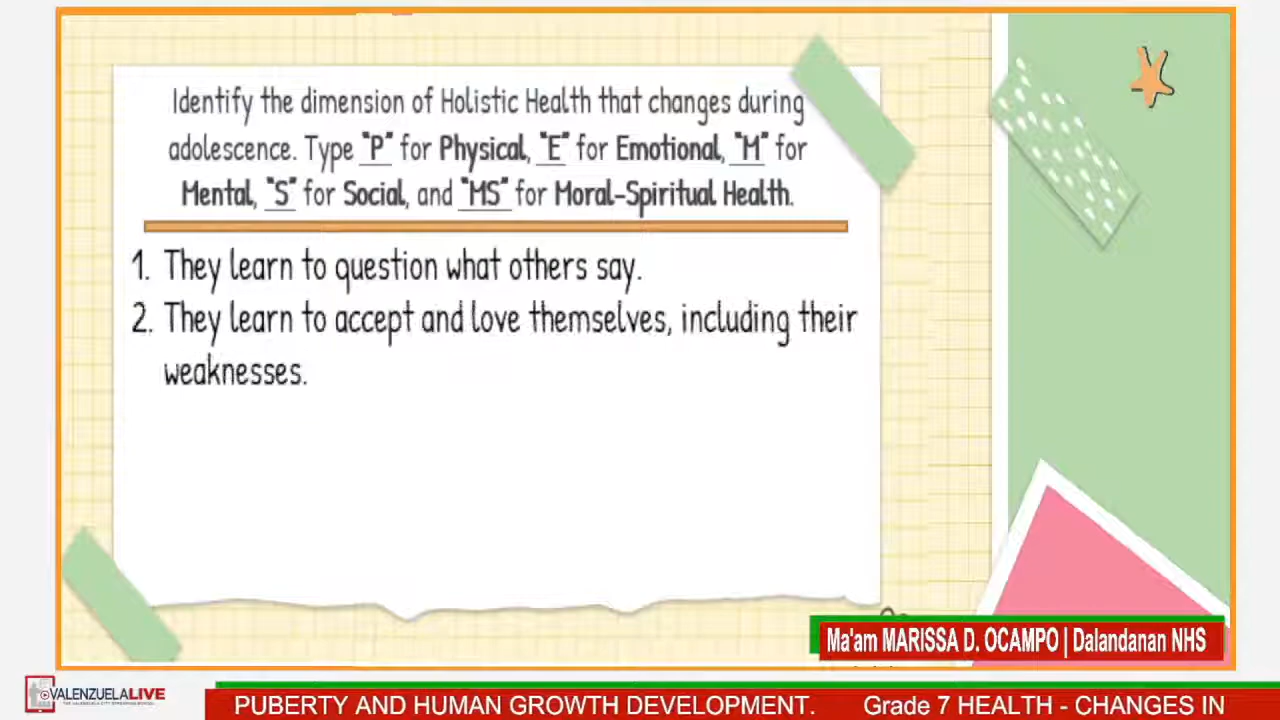 Identify the dimension of Holistic Health that changes during
adolescence. Type "P" for Physical, "E" for Emotional, "M" for
Mental, "S" for Social, and "MS" for Moral-Spiritual Health.
1. They learn to question what others say.
2. They learn to accept and love themselves, including their
weaknesses.
Ma'am MARISSA D. OCAMPO | Dalandanan NHS
VALENZUELALIVE
PUBERTY AND HUMAN GROWTH DEVELOPMENT. Grade 7 HEALTH - CHANGES IN